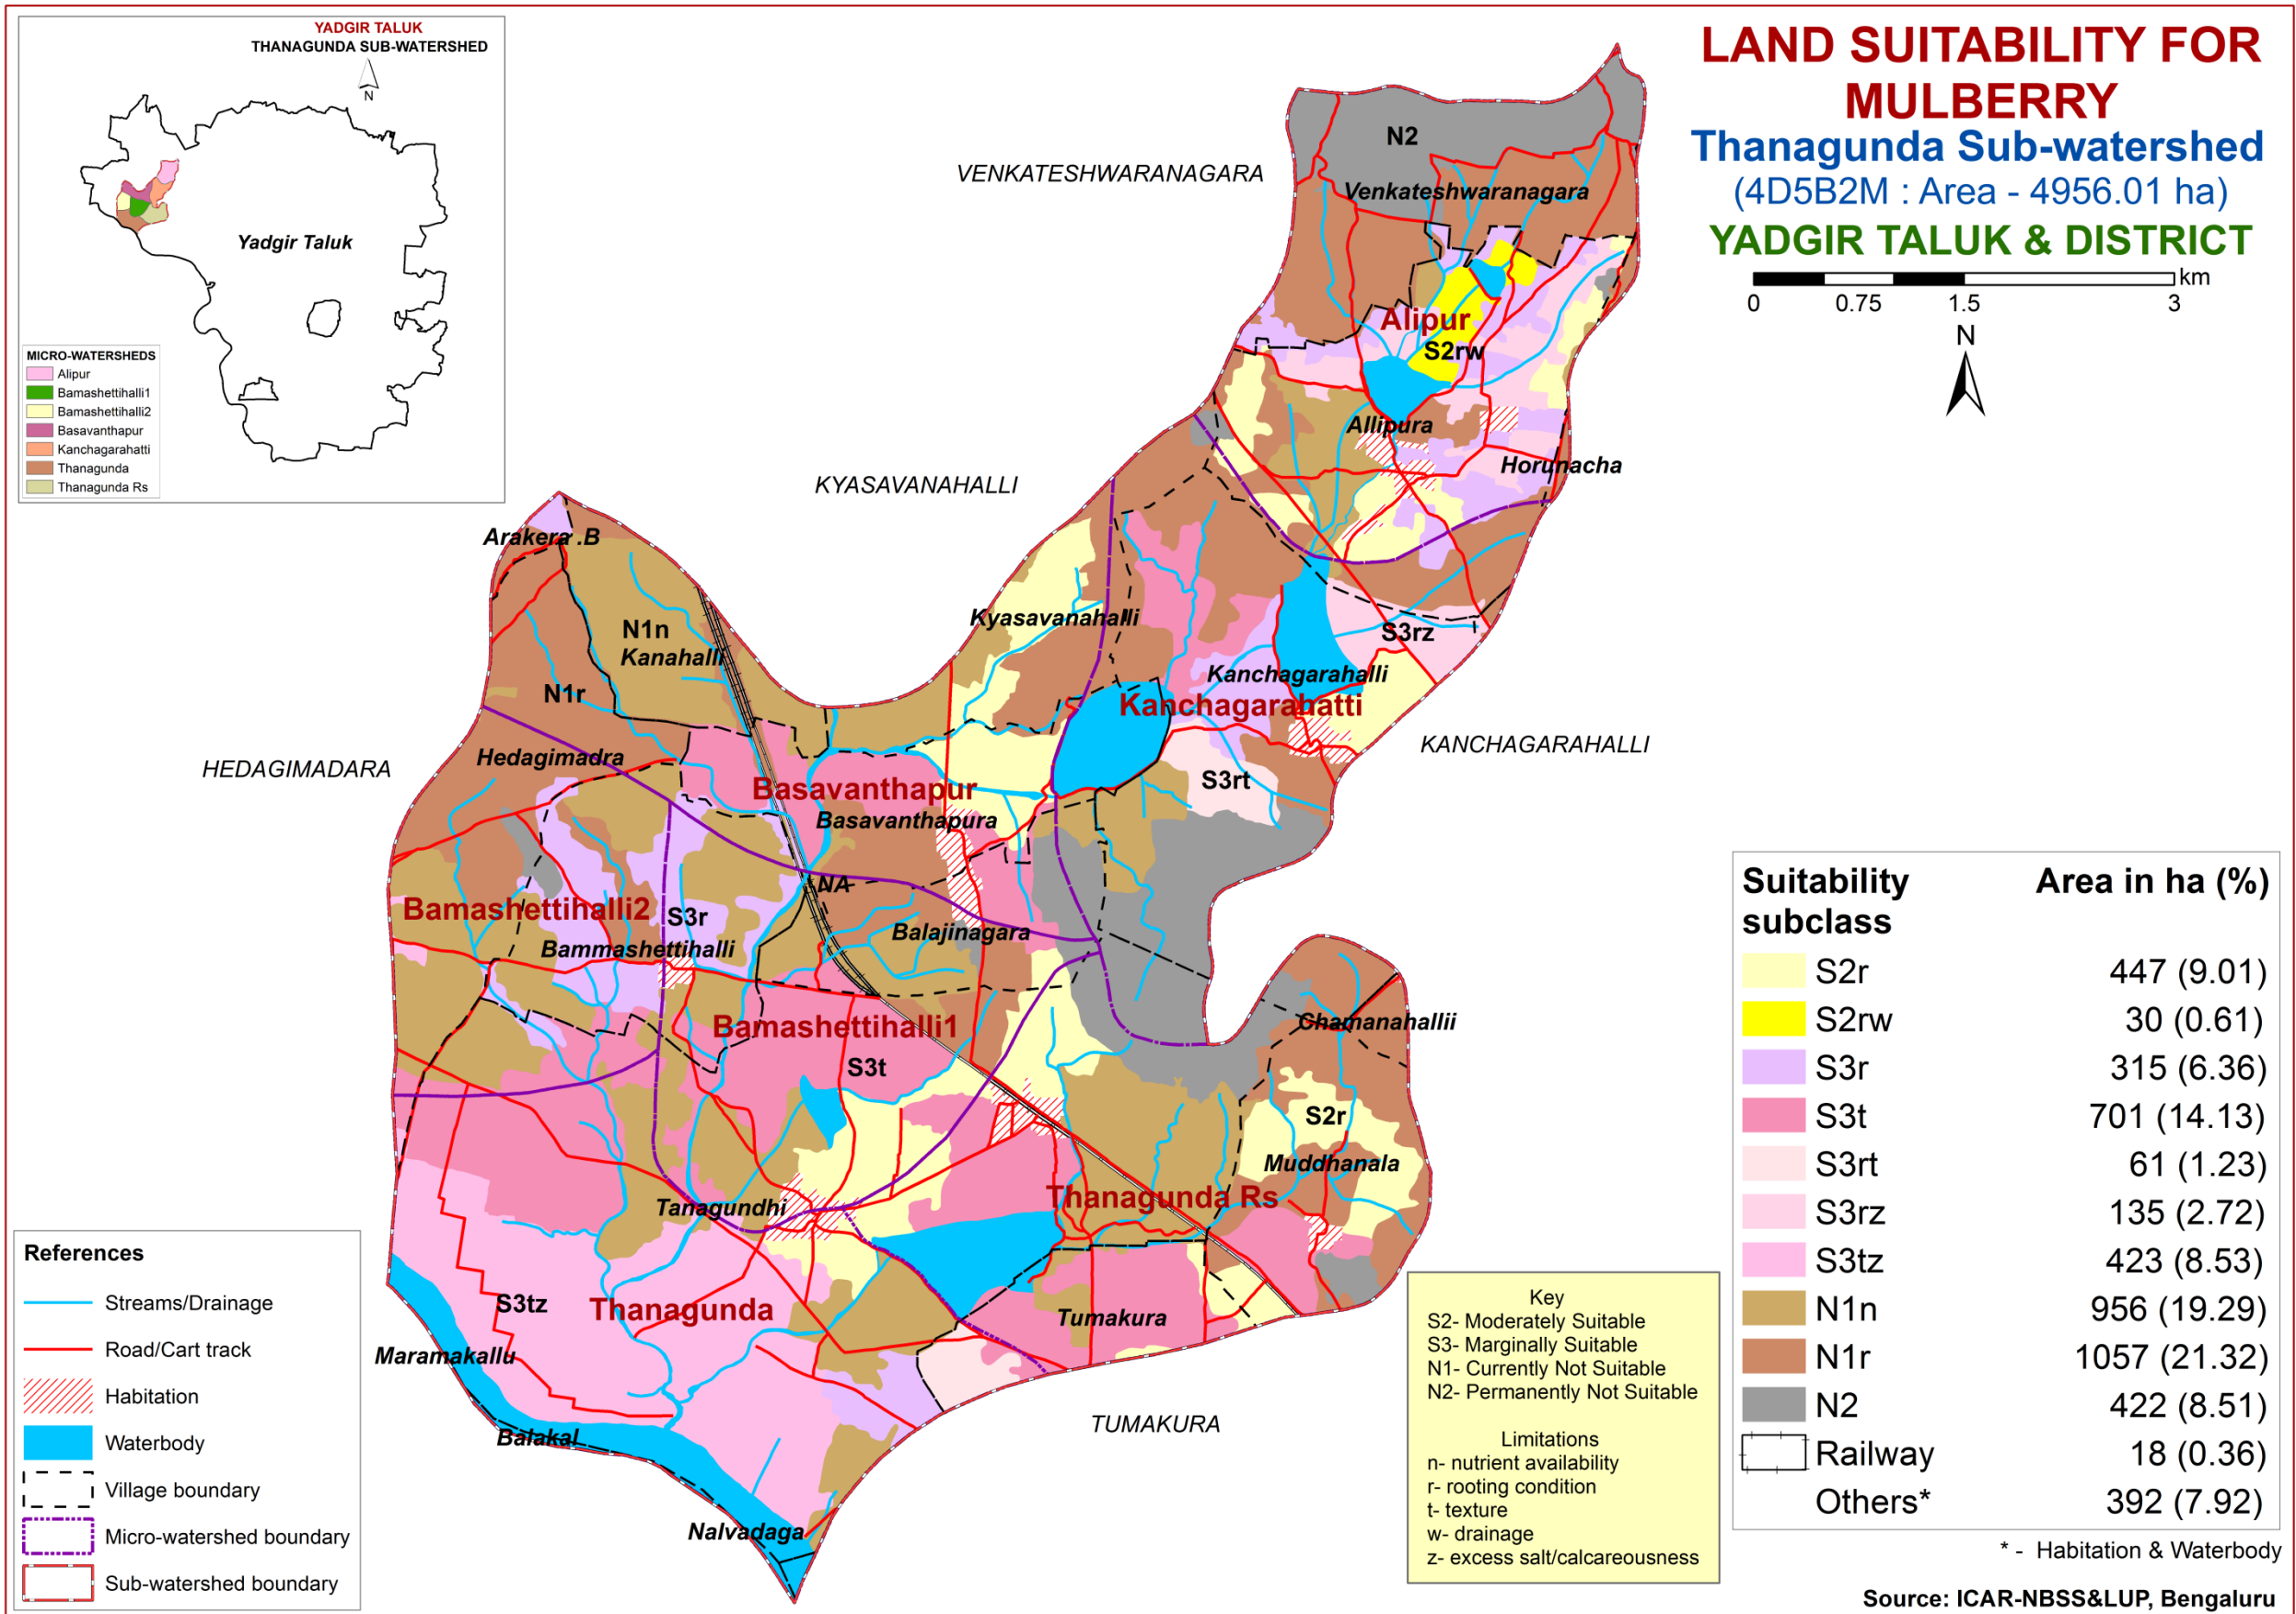 YADGIR TALUK
THANAGUNDA SUB-WATERSHED
N
Yadgir Taluk
MICRO-WATERSHEDS
Alipur
Bamashettihalli1
Bamashettihalli2
Basavanthapur
Kanchagarahatti
Thanagunda
Thanagunda Rs
LAND SUITABILITY FOR
MULBERRY
Thanagunda Sub-watershed
(4D5B2M : Area - 4956.01 ha)
YADGIR TALUK & DISTRICT
km
0 0.75 1.5 3
N
N2
VENKATESHWARANAGARA
Venkateshwaranagara
Alipur
S2rw
Allipura
Horunacha
KYASAVANAHALLI
Arakera .B
Kyasavanahalli
N1n
Kanahalli
S3rz
Kanchagarahalli
N1r
Kanchagarahatti
KANCHAGARAHALLI
Hedagimadra
HEDAGIMADARA
S3rt
Basavanthapur
Basavanthapura
NA
Bamashettihalli2
S3r
Balajinagara
Bammashettihalli
Chamanahallii
Bamashettihalli1
S3t
S2r
Muddhanala
Thanagunda Rs
Tanagundhi
S3tz
Thanagunda
Tumakura
Maramakallu
TUMAKURA
Balakal
Nalvadaga
References
Streams/Drainage
Road/Cart track
Habitation
Waterbody
Village boundary
Micro-watershed boundary
Sub-watershed boundary
Key
S2- Moderately Suitable
S3- Marginally Suitable
N1- Currently Not Suitable
N2- Permanently Not Suitable
Limitations
n- nutrient availability
r- rooting condition
t- texture
w- drainage
z- excess salt/calcareousness
Suitability Area in ha (%)
subclass
S2r 447 (9.01)
S2rw 30 (0.61)
S3r 315 (6.36)
S3t 701 (14.13)
S3rt 61 (1.23)
S3rz 135 (2.72)
S3tz 423 (8.53)
N1n 956 (19.29)
N1r 1057 (21.32)
N2 422 (8.51)
Railway 18 (0.36)
Others* 392 (7.92)
* - Habitation & Waterbody
Source: ICAR-NBSS&LUP, Bengaluru